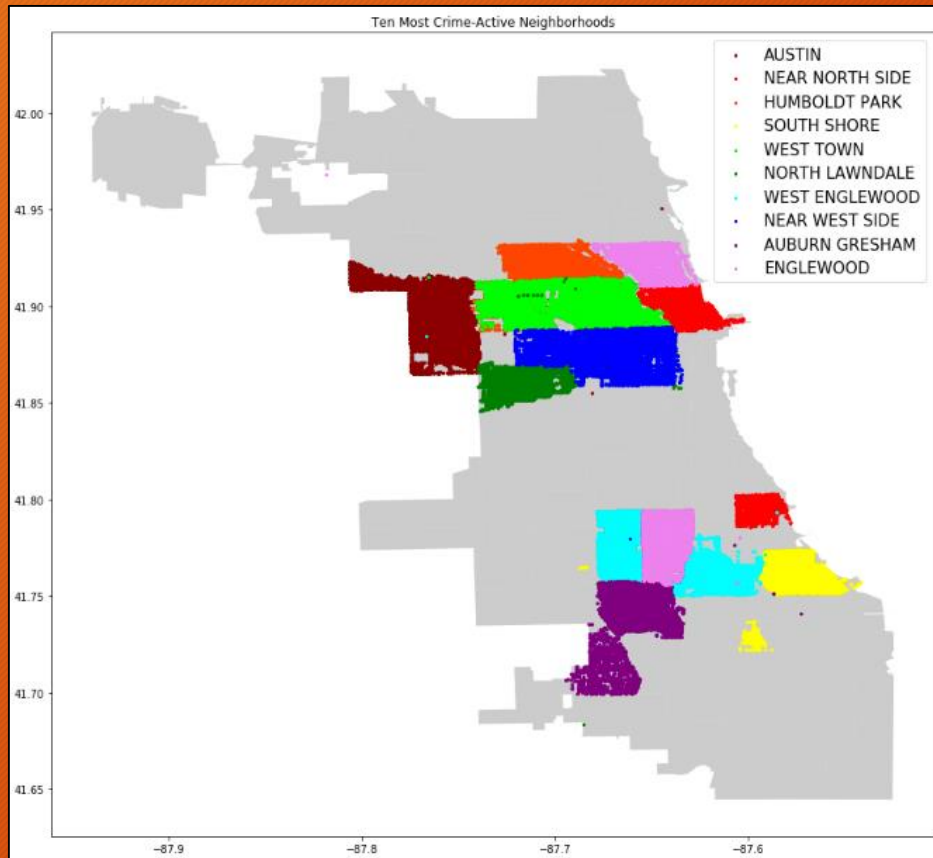 Ten Most Crime-Active Neighborhoods
AUSTIN
NEAR NORTH SIDE
HUMBOLDT PARK
SOUTH SHORE
WEST TOWN
NORTH LAWNDALE
WEST ENGLEWOOD
NEAR WEST SIDE
AUBURN GRESHAM
ENGLEWOOD
42.00
41.95
41.90
41.85
41.80
41.75
41.70
41.65
−87.9
−87.8
−87.7
−87.6